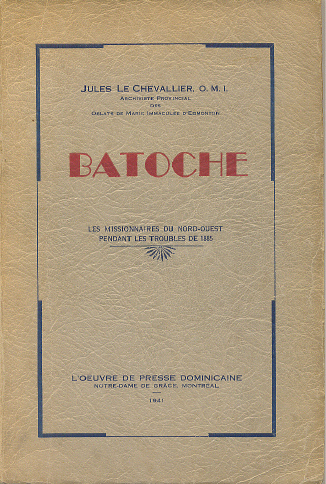 JULES LE CHEVALLIER, O. M. I.
ARCHIVISTE PROVINCIAL
DES
OBLATS DE MARIE IMMACULÉE D'EDMONTON
BATOCHE
LES MISSIONNAIRES DU NORD-OUEST
PENDANT LES TROUBLES DE 1885
L'OEUVRE DE PRESSE DOMINICAINE
NOTRE-DAME DE GRÂCE, MONTRÉAL
1941